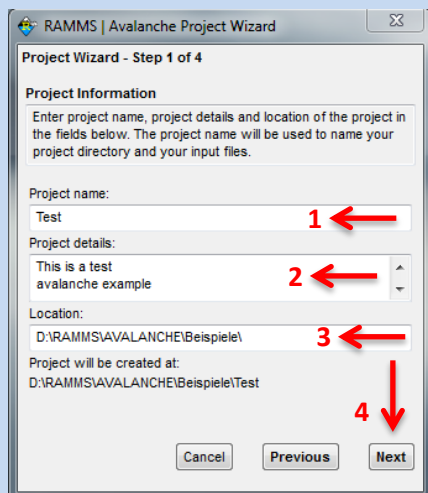 RAMMS | Avalanche Project Wizard
Project Wizard - Step 1 of 4
Project Information
Enter project name, project details and location of the project in
the fields below. The project name will be used to name your
project directory and your input files.
Project name:
Test 1
Project details:
This is a test
avalanche example
2
Location:
D:\RAMMS\AVALANCHE\Beispiele\ 3
Project will be created at:
D:\RAMMS\AVALANCHE\Beispiele\Test
4
Cancel Previous Next